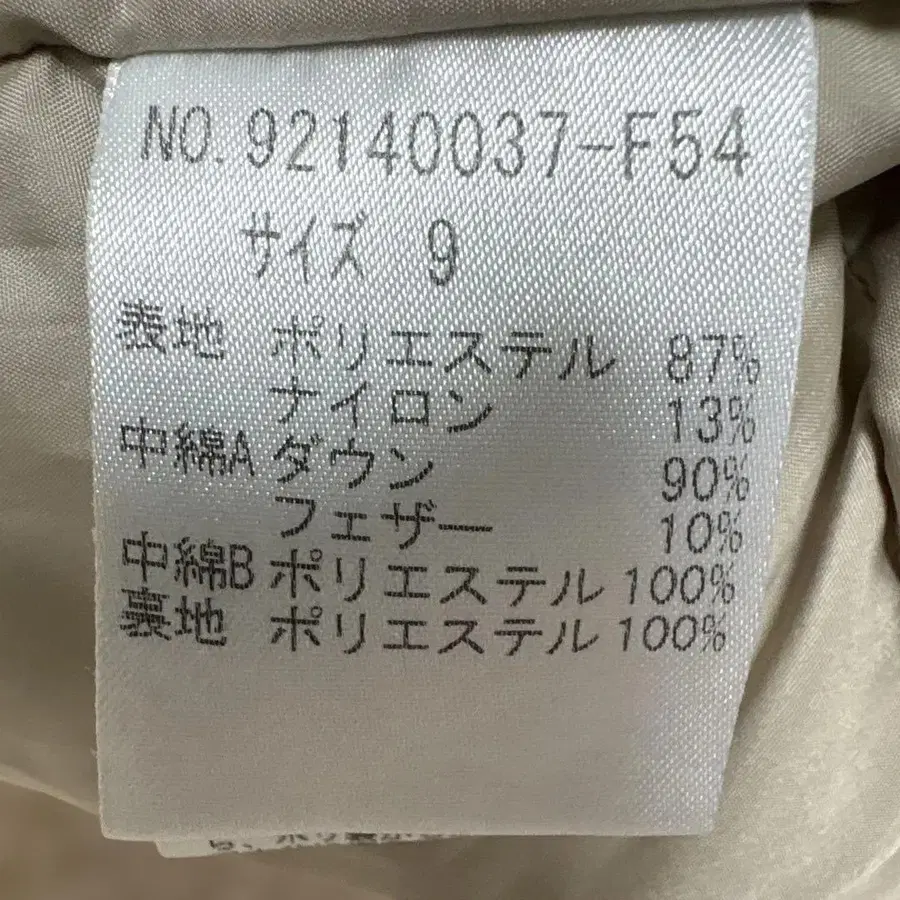 NO.92140037-F54
サイズ 9
表地 ポリエステル 87%
ナイロン 13%
中綿A ダウン 90%
フェザー 10%
中綿B ポリエステル 100%
裏地 ポリエステル 100%